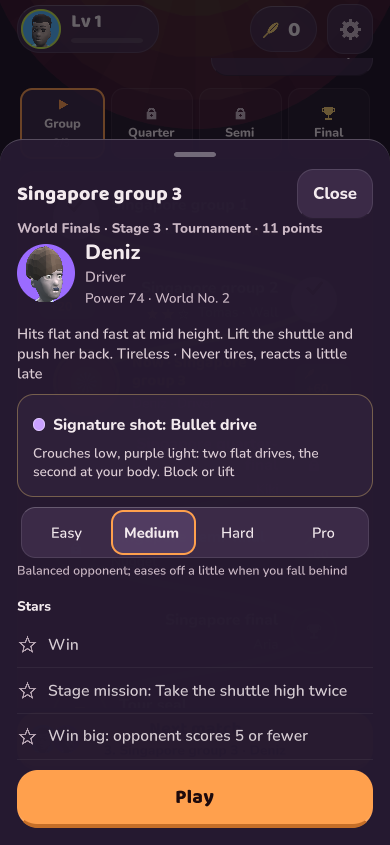 Lv 1
0
Group
Quarter
Semi
Final
Singapore group 3
Close
World Finals · Stage 3 · Tournament · 11 points
Deniz
Driver
Power 74 · World No. 2
Hits flat and fast at mid height. Lift the shuttle and
push her back. Tireless · Never tires, reacts a little
late
Signature shot: Bullet drive
Crouches low, purple light: two flat drives, the
second at your body. Block or lift
Easy
Medium
Hard
Pro
Balanced opponent; eases off a little when you fall behind
Stars
Win
Stage mission: Take the shuttle high twice
Win big: opponent scores 5 or fewer
Play